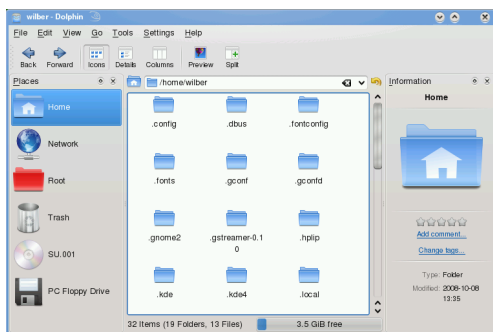 wilber - Dolphin
File Edit View Go Tools Settings Help
Back Forward Icons Details Columns Preview Split
Places
/home/wilber
Information
Home
Network
Root
Trash
SU.001
PC Floppy Drive
.config .dbus .fontconfig
.fonts .gconf .gconfd
.gnome2 .gstreamer-0.1
0
.hplip
.kde .kde4 .local
Home
Add comment...
Change tags...
Type: Folder
Modified: 2008-10-08
13:35
32 Items (19 Folders, 13 Files) 3.5 GiB free